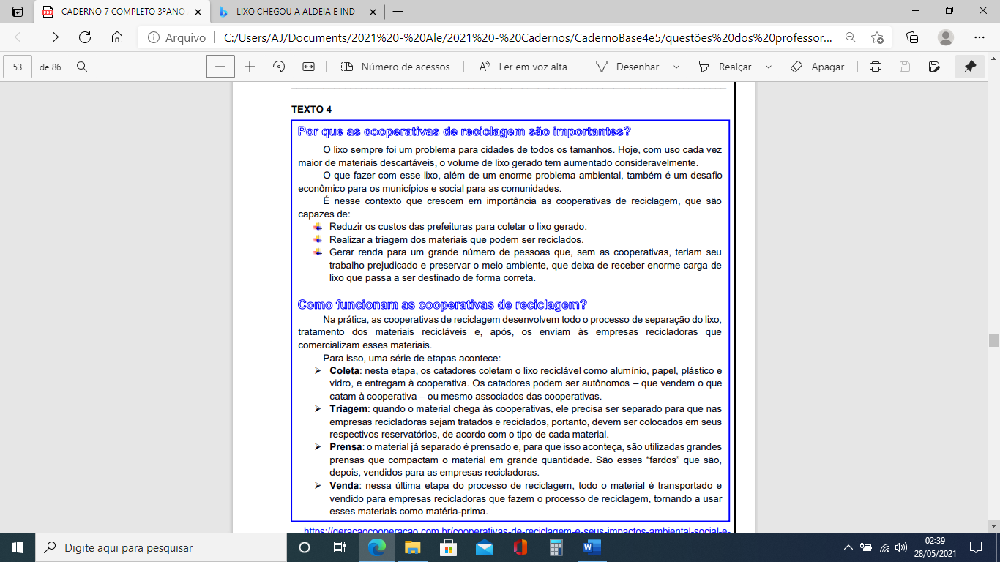 CADERNO 7 COMPLETO 3ºANO
LIXO CHEGOU A ALDEIA E IND -
Arquivo
C:/Users/AJ/Documents/2021%20-%20Ale/2021%20-%20Cadernos/CadernoBase4e5/questões%20dos%20professor...
53 de 86
Número de acessos
Ler em voz alta
Desenhar
Realçar
Apagar
TEXTO 4
Por que as cooperativas de reciclagem são importantes?
O lixo sempre foi um problema para cidades de todos os tamanhos. Hoje, com uso cada vez
maior de materiais descartáveis, o volume de lixo gerado tem aumentado consideravelmente.
O que fazer com esse lixo, além de um enorme problema ambiental, também é um desafio
econômico para os municípios e social para as comunidades.
É nesse contexto que crescem em importância as cooperativas de reciclagem, que são
capazes de:
Reduzir os custos das prefeituras para coletar o lixo gerado.
Realizar a triagem dos materiais que podem ser reciclados.
Gerar renda para um grande número de pessoas que, sem as cooperativas, teriam seu
trabalho prejudicado e preservar o meio ambiente, que deixa de receber enorme carga de
lixo que passa a ser destinado de forma correta.
Como funcionam as cooperativas de reciclagem?
Na prática, as cooperativas de reciclagem desenvolvem todo o processo de separação do lixo,
tratamento dos materiais recicláveis e, após, os enviam às empresas recicladoras que
comercializam esses materiais.
Para isso, uma série de etapas acontece:
➢ Coleta: nesta etapa, os catadores coletam o lixo reciclável como alumínio, papel, plástico e
vidro, e entregam à cooperativa. Os catadores podem ser autônomos – que vendem o que
catam à cooperativa – ou mesmo associados das cooperativas.
➢ Triagem: quando o material chega às cooperativas, ele precisa ser separado para que nas
empresas recicladoras sejam tratados e reciclados, portanto, devem ser colocados em seus
respectivos reservatórios, de acordo com o tipo de cada material.
➢ Prensa: o material já separado é prensado e, para que isso aconteça, são utilizadas grandes
prensas que compactam o material em grande quantidade. São esses “fardos” que são,
depois, vendidos para as empresas recicladoras.
➢ Venda: nessa última etapa do processo de reciclagem, todo o material é transportado e
vendido para empresas recicladoras que fazem o processo de reciclagem, tornando a usar
esses materiais como matéria-prima.
https://geracaocooperacao.com.br/cooperativas-de-reciclagem-e-seus-impactos-ambiental-social-e-
Digite aqui para pesquisar
02:39
28/05/2021